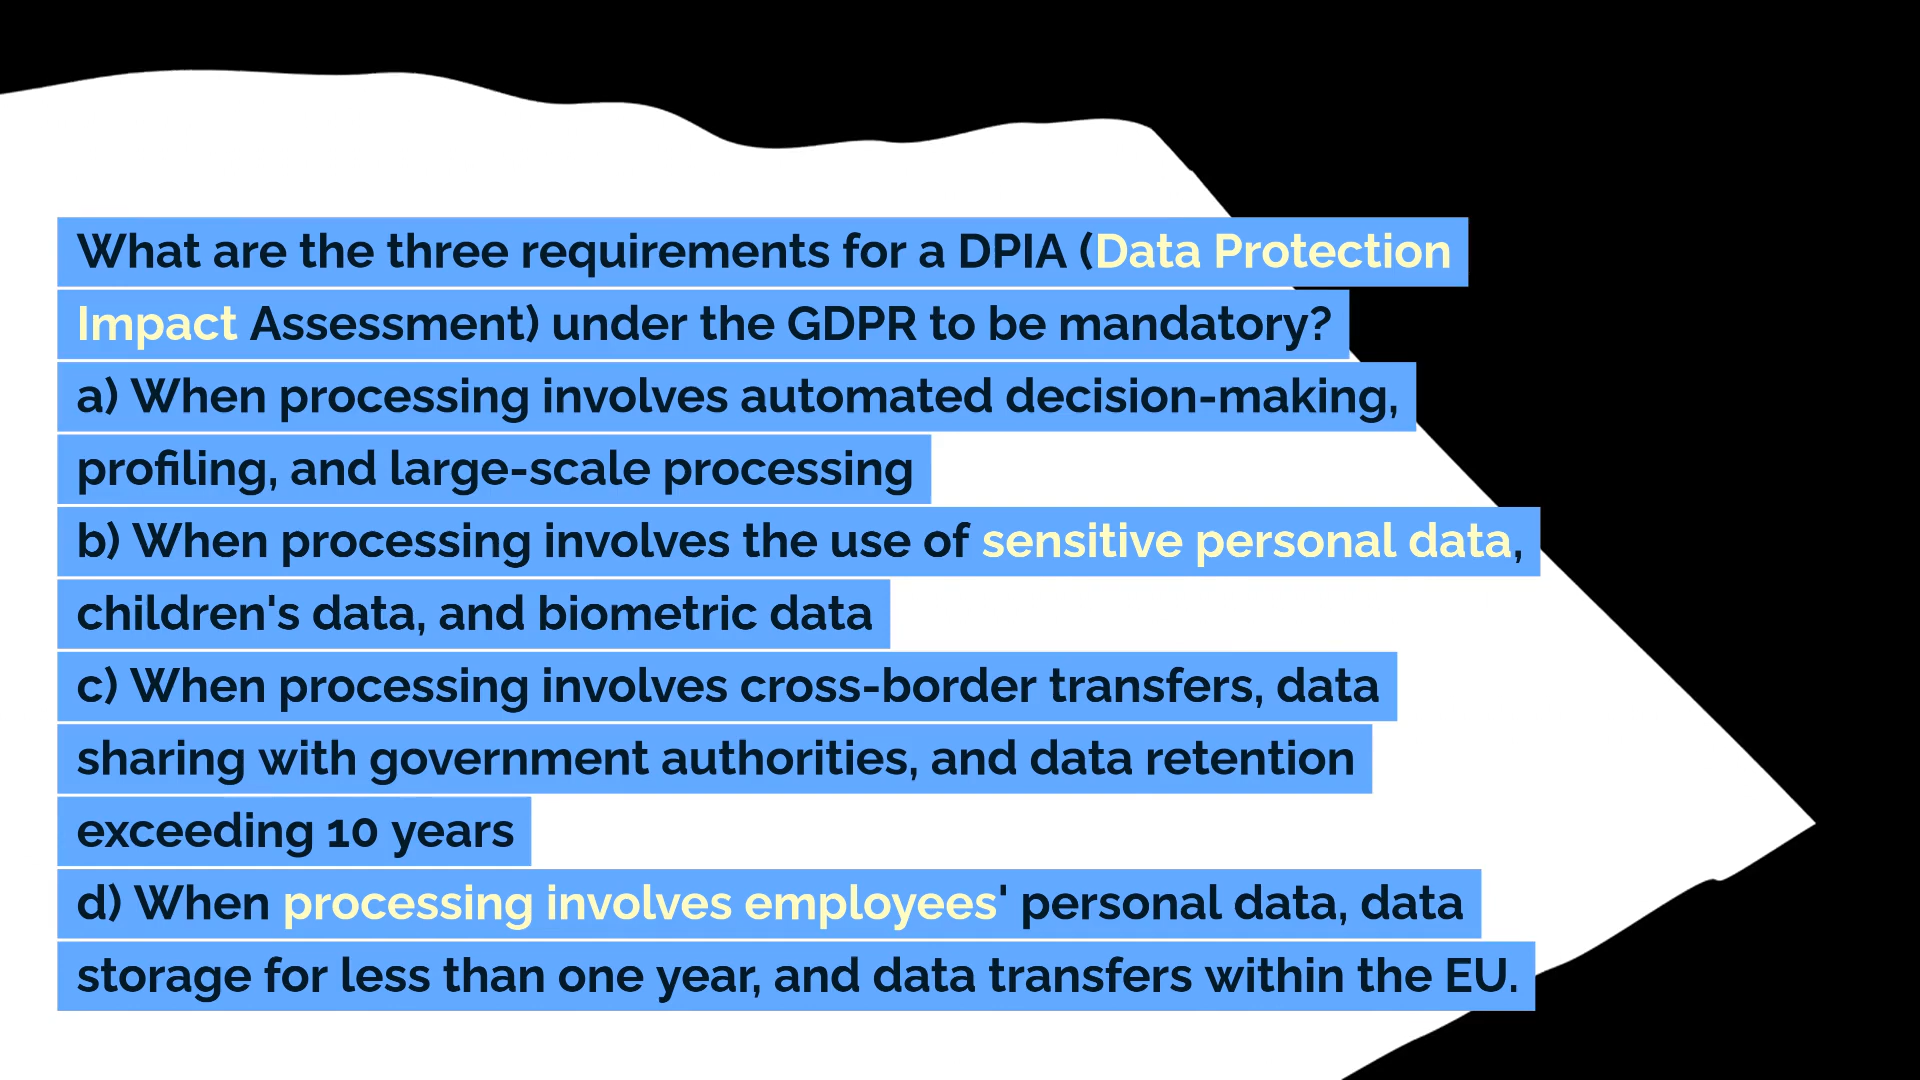 What are the three requirements for a DPIA (Data Protection
Impact Assessment) under the GDPR to be mandatory?
a) When processing involves automated decision-making,
profiling, and large-scale processing
b) When processing involves the use of sensitive personal data,
children's data, and biometric data
c) When processing involves cross-border transfers, data
sharing with government authorities, and data retention
exceeding 10 years
d) When processing involves employees' personal data, data
storage for less than one year, and data transfers within the EU.